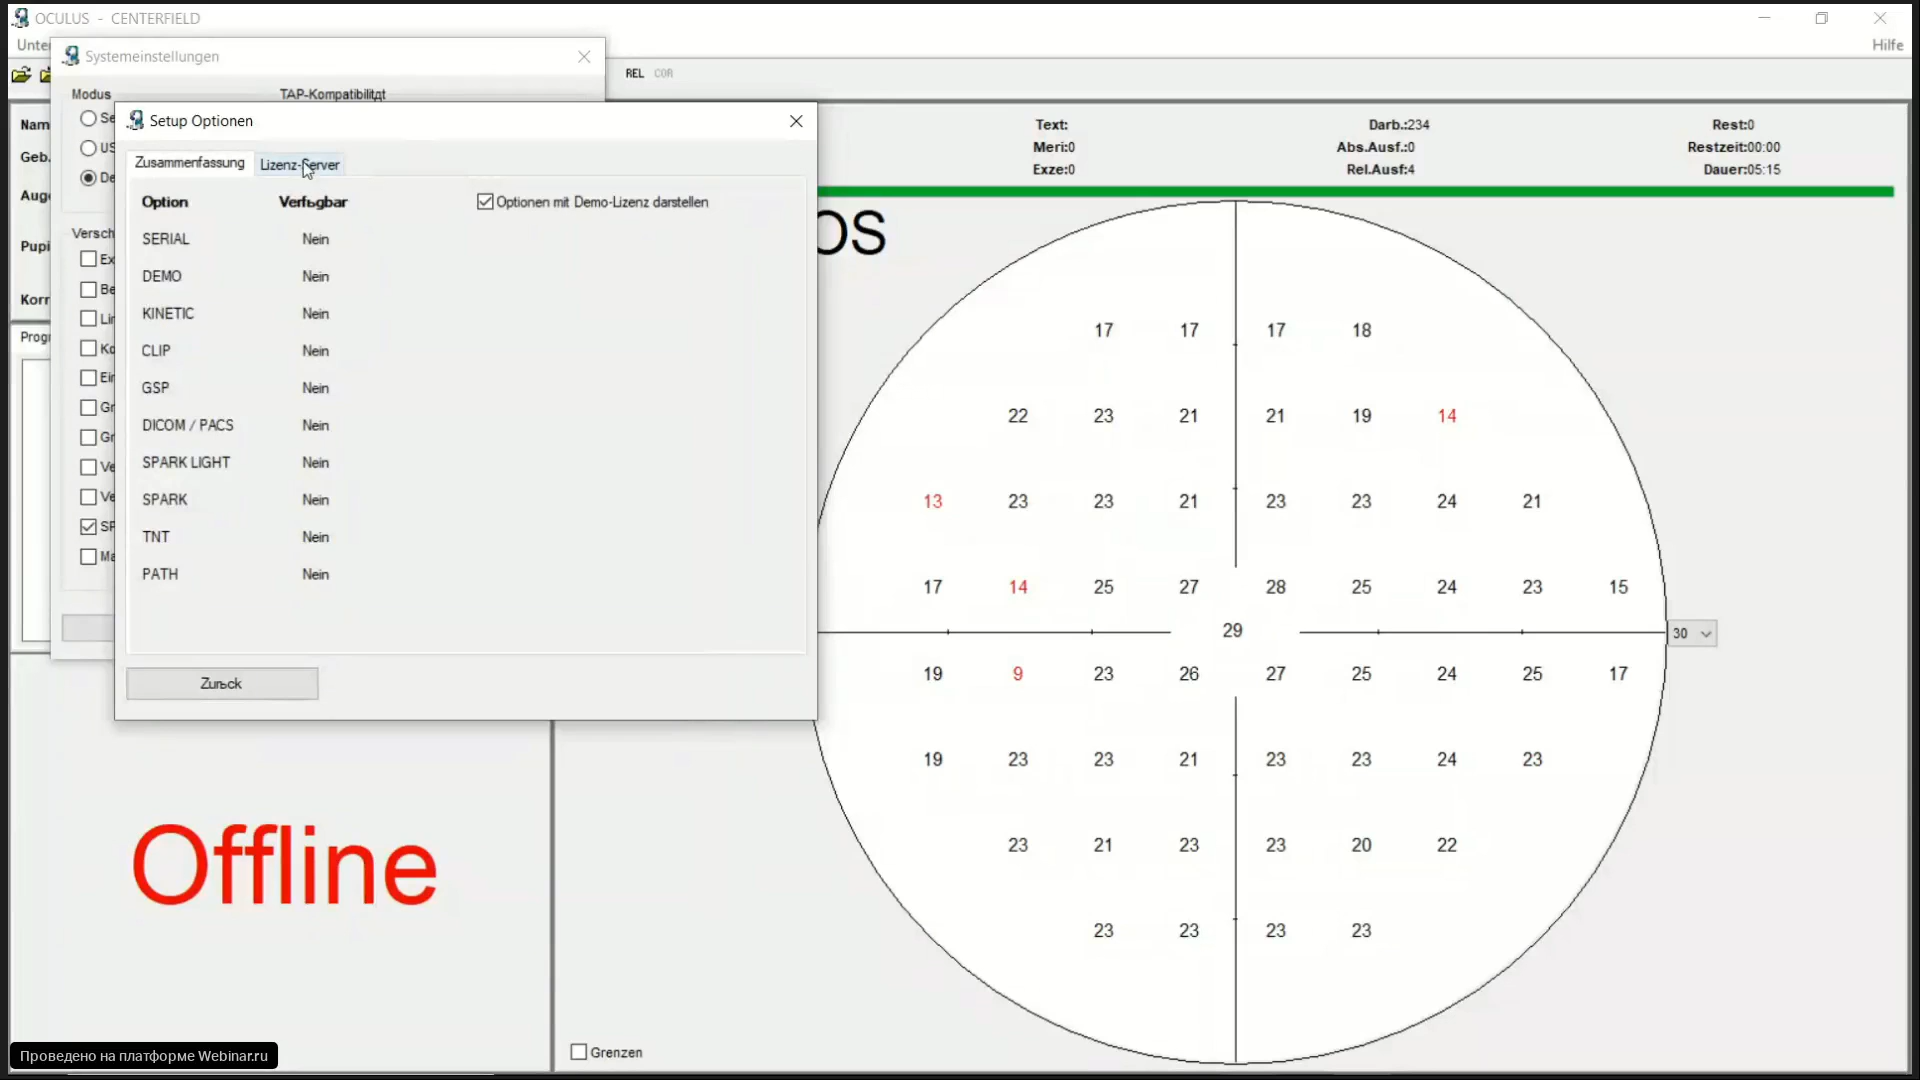 OCULUS - CENTERFIELD
Hilfe
Systemeinstellungen
REL COR
Modus
TAP-Kompatibilitдt
Setup Optionen
Zusammenfassung Lizenz-Server
Option Verfьgbar
Optionen mit Demo-Lizenz darstellen
SERIAL Nein
DEMO Nein
KINETIC Nein
CLIP Nein
GSP Nein
DICOM / PACS Nein
SPARK LIGHT Nein
SPARK Nein
TNT Nein
PATH Nein
Zurьck
Text: Darb.:234 Rest:0
Meri:0 Abs.Ausf.:0 Restzeit:00:00
Exze:0 Rel.Ausf:4 Dauer:05:15
OS
17 17 17 18
22 23 21 21 19 14
13 23 23 21 23 23 24 21
17 14 25 27 28 25 24 23 15
29
30
19 9 23 26 27 25 24 25 17
19 23 23 21 23 23 24 23
23 21 23 23 20 22
23 23 23 23
Offline
Grenzen
Проведено на платформе Webinar.ru